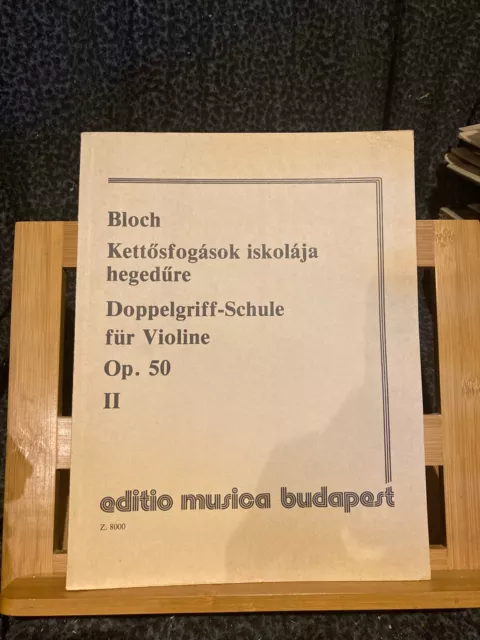 Bloch
Kettősfogások iskolája
hegedűre
Doppelgriff-Schule
für Violine
Op. 50
II
editio musica budapest
Z. 8000